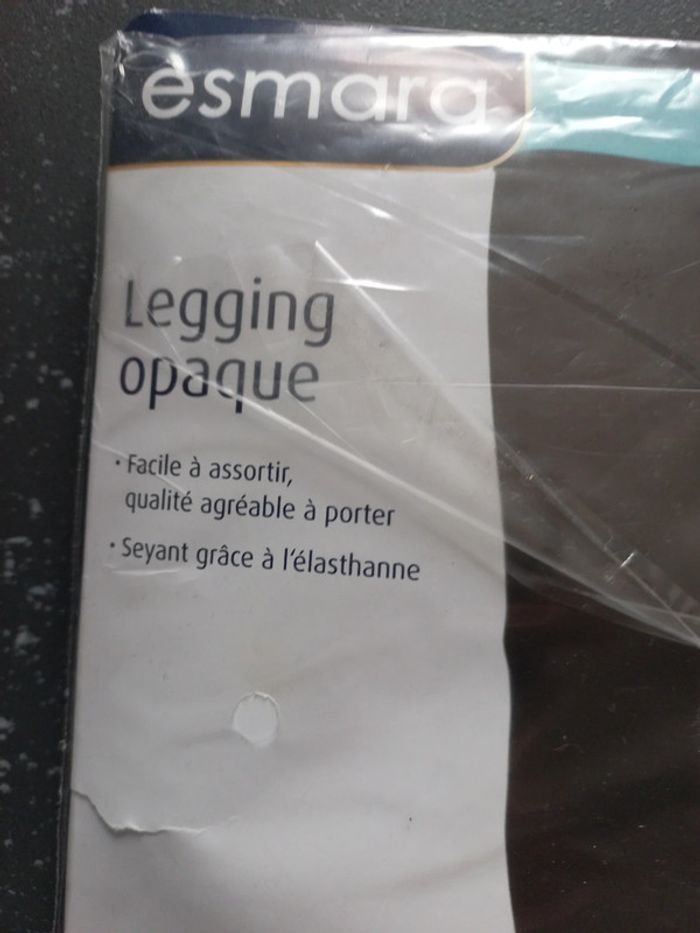 esmara
Legging
opaque
· Facile à assortir,
qualité agréable à porter
· Seyant grâce à l'élasthanne